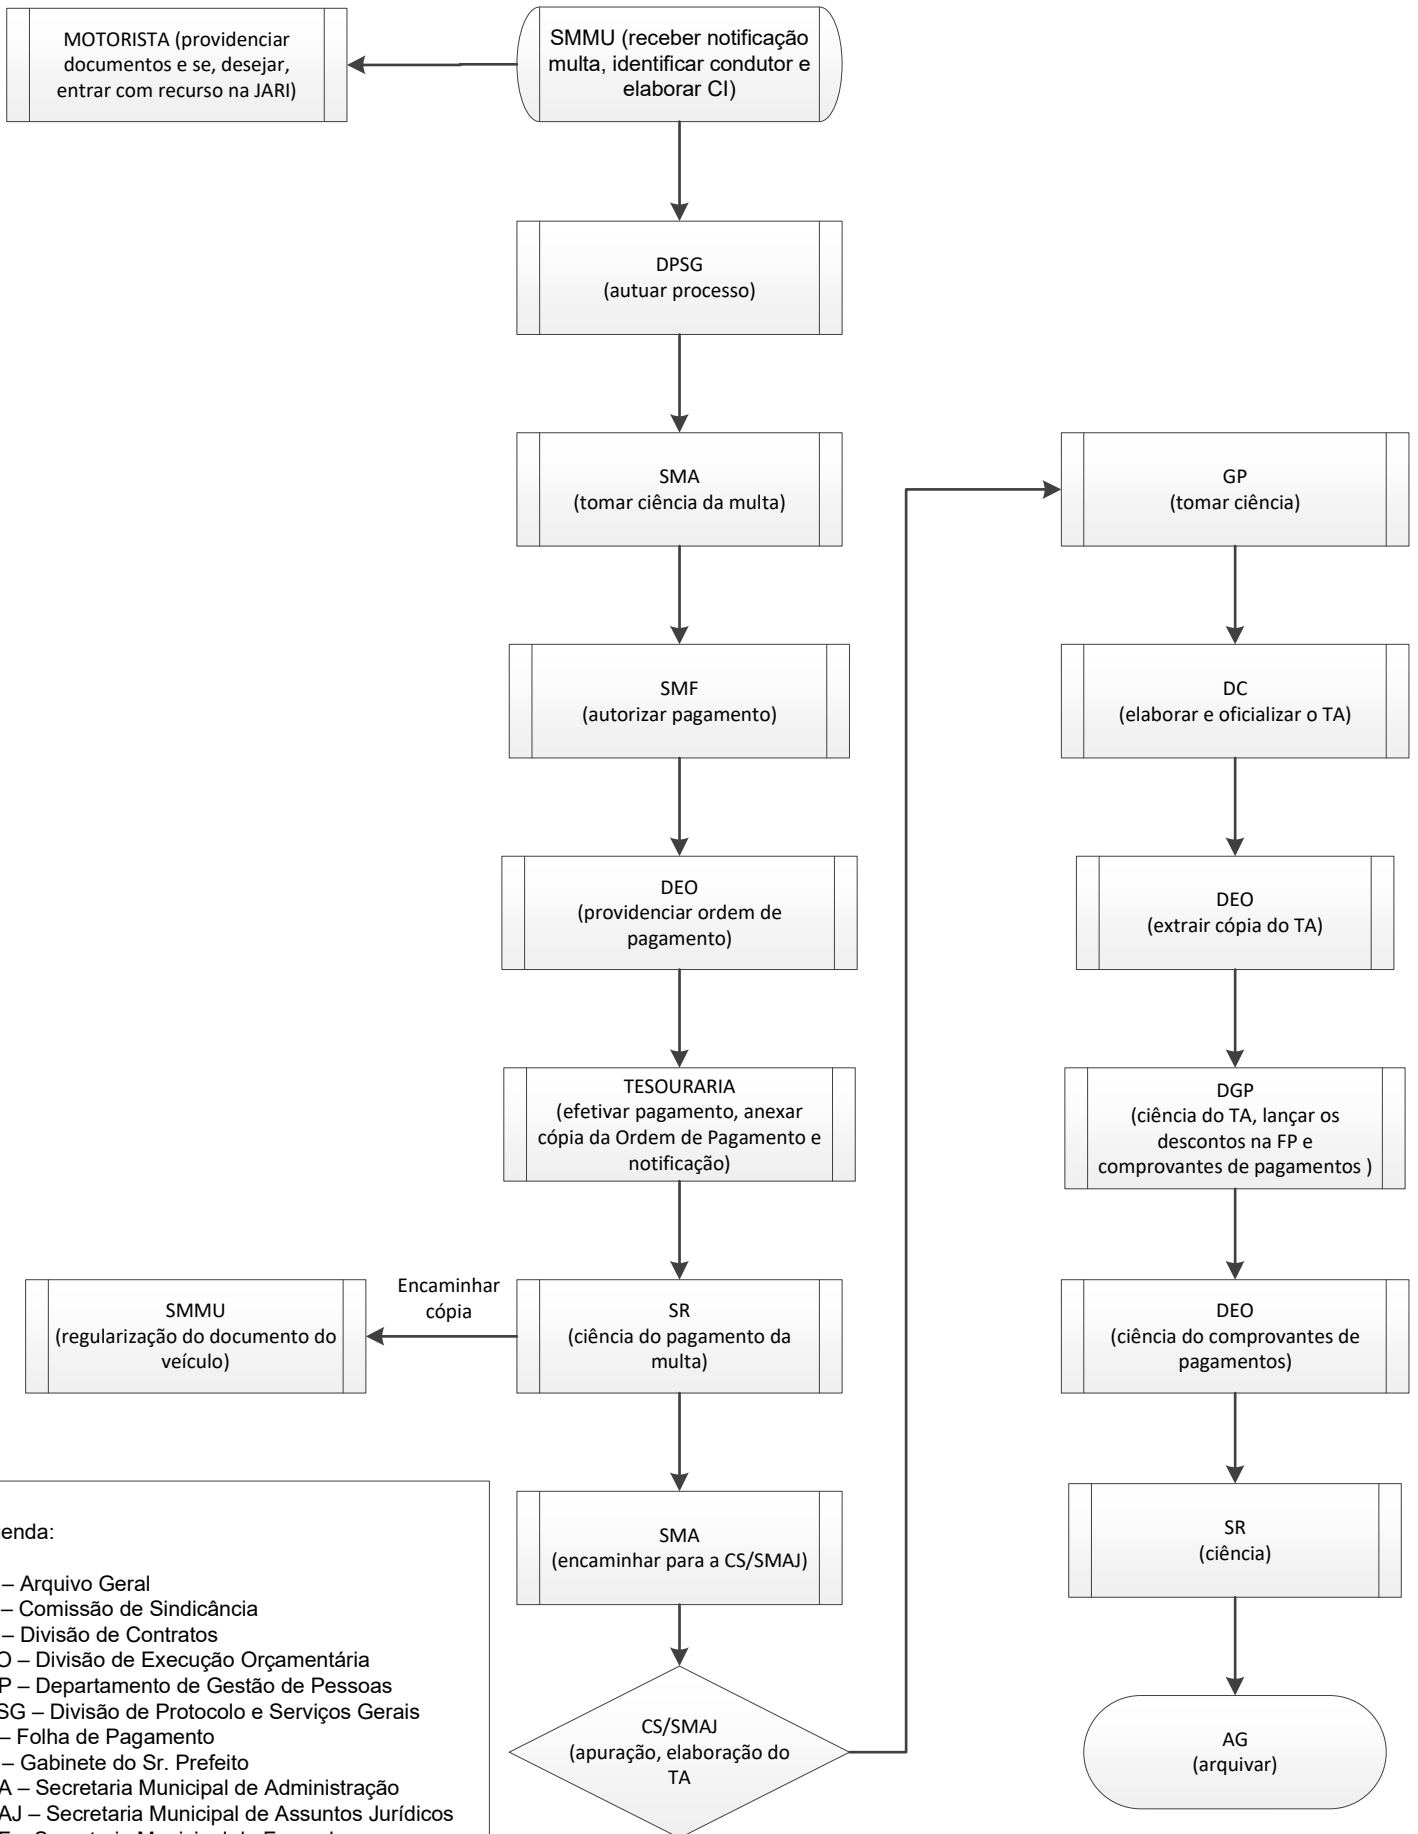 MOTORISTA (providenciar
documentos e se, desejar,
entrar com recurso na JARI)
SMMU (receber notificação
multa, identificar condutor e
elaborar CI)
DPSG
(autuar processo)
SMA
(tomar ciência da multa)
SMF
(autorizar pagamento)
DEO
(providenciar ordem de
pagamento)
TESOURARIA
(efetivar pagamento, anexar
cópia da Ordem de Pagamento e
notificação)
SR
(ciência do pagamento da
multa)
Encaminhar
cópia
SMMU
(regularização do documento do
veículo)
SMA
(encaminhar para a CS/SMAJ)
CS/SMAJ
(apuração, elaboração do
TA
GP
(tomar ciência)
DC
(elaborar e oficializar o TA)
DEO
(extrair cópia do TA)
DGP
(ciência do TA, lançar os
descontos na FP e
comprovantes de pagamentos )
DEO
(ciência do comprovantes de
pagamentos)
SR
(ciência)
AG
(arquivar)
enda:
– Arquivo Geral
– Comissão de Sindicância
– Divisão de Contratos
O – Divisão de Execução Orçamentária
P – Departamento de Gestão de Pessoas
SG – Divisão de Protocolo e Serviços Gerais
– Folha de Pagamento
– Gabinete do Sr. Prefeito
A – Secretaria Municipal de Administração
AJ – Secretaria Municipal de Assuntos Jurídicos